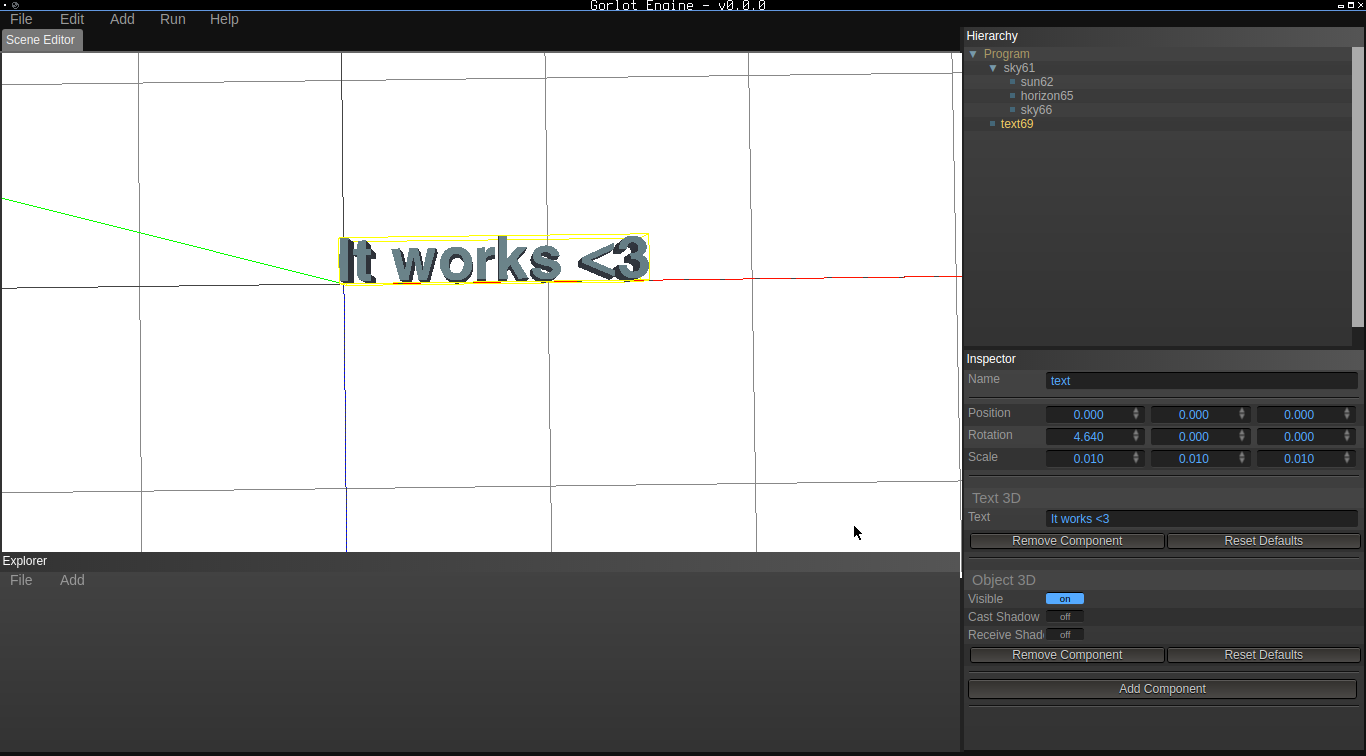 Gorlot Engine - v0.0.0
File Edit Add Run Help
Scene Editor
It works <3
Explorer
File Add
Hierarchy
Program
sky61
sun62
horizon65
sky66
text69
Inspector
Name text
Position 0.000 0.000 0.000
Rotation 4.640 0.000 0.000
Scale 0.010 0.010 0.010
Text 3D
Text It works <3
Remove Component Reset Defaults
Object 3D
Visible on
Cast Shadow off
Receive Shad off
Remove Component Reset Defaults
Add Component